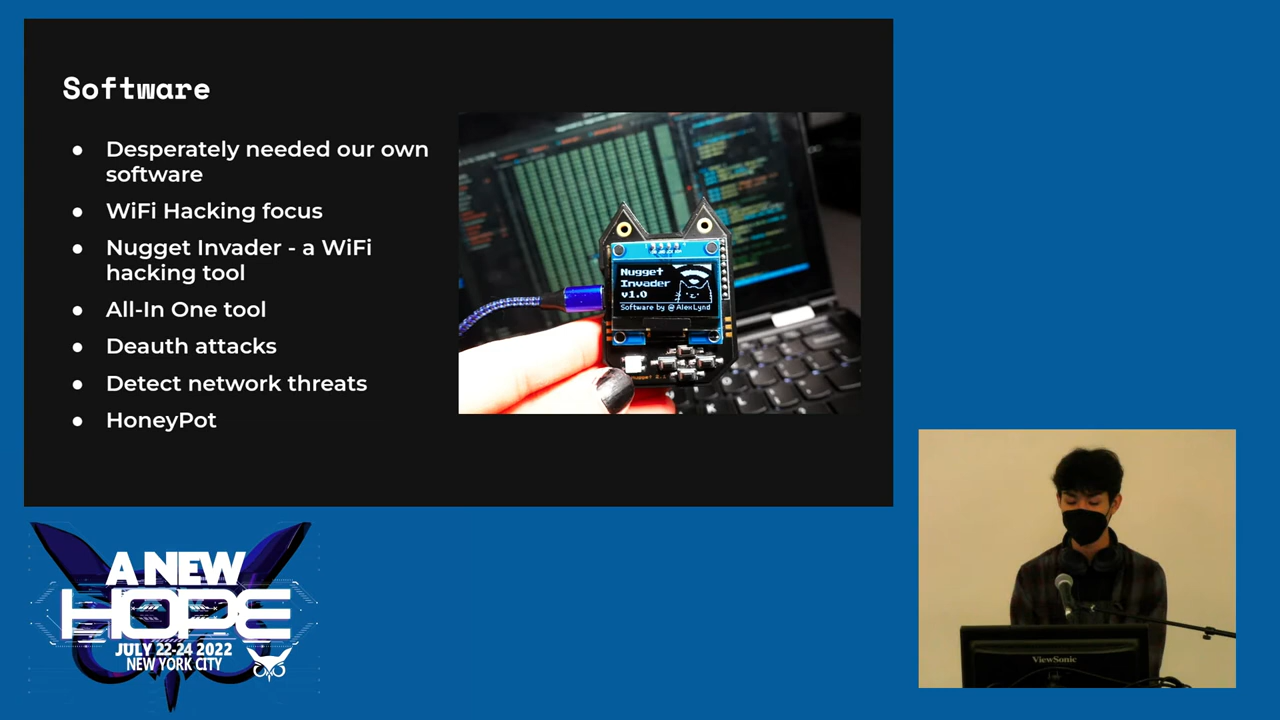 Software
● Desperately needed our own
software
● WiFi Hacking focus
● Nugget Invader - a WiFi
hacking tool
● All-In One tool
● Deauth attacks
● Detect network threats
● HoneyPot
Nugget
Invader
v1.0
Software by @AlexLynd
A NEW
HOPE
JULY 22-24 2022
NEW YORK CITY
ViewSonic